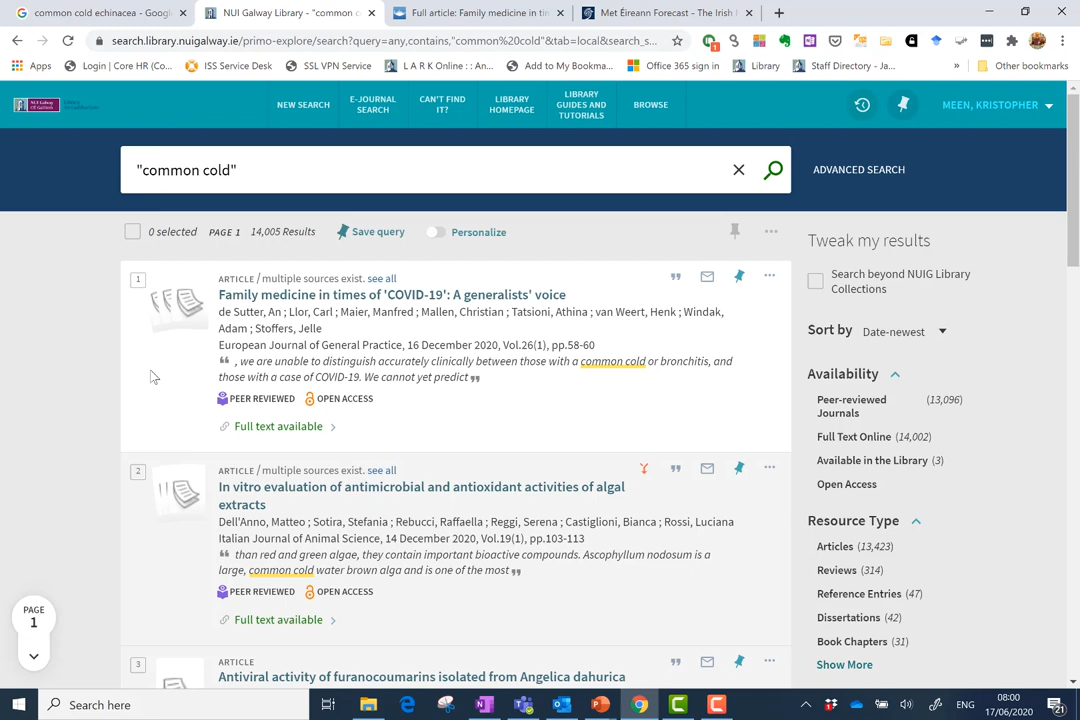 common cold echinacea - Googl
NUI Galway Library - "common c
Full article: Family medicine in tim
Met Éireann Forecast - The Irish M
search.library.nuigalway.ie/primo-explore/search?query=any,contains,"common%20cold"&tab=local&search_s...
Apps
Login | Core HR (Co...
ISS Service Desk
SSL VPN Service
L A R K Online : : An...
Add to My Bookma...
Office 365 sign in
Library
Staff Directory - Ja...
»
Other bookmarks
NUI Galway
OÉ Gaillimh
NEW SEARCH
E-JOURNAL
SEARCH
CAN'T FIND
IT?
LIBRARY
HOMEPAGE
LIBRARY
GUIDES AND
TUTORIALS
BROWSE
MEEN, KRISTOPHER
"common cold"
ADVANCED SEARCH
0 selected PAGE 1 14,005 Results Save query Personalize
1
ARTICLE / multiple sources exist. see all
Family medicine in times of 'COVID-19': A generalists' voice
de Sutter, An ; Llor, Carl ; Maier, Manfred ; Mallen, Christian ; Tatsioni, Athina ; van Weert, Henk ; Windak,
Adam ; Stoffers, Jelle
European Journal of General Practice, 16 December 2020, Vol.26(1), pp.58-60
, we are unable to distinguish accurately clinically between those with a common cold or bronchitis, and
those with a case of COVID-19. We cannot yet predict
PEER REVIEWED OPEN ACCESS
Full text available
2
ARTICLE / multiple sources exist. see all
In vitro evaluation of antimicrobial and antioxidant activities of algal
extracts
Dell'Anno, Matteo ; Sotira, Stefania ; Rebucci, Raffaella ; Reggi, Serena ; Castiglioni, Bianca ; Rossi, Luciana
Italian Journal of Animal Science, 14 December 2020, Vol.19(1), pp.103-113
than red and green algae, they contain important bioactive compounds. Ascophyllum nodosum is a
large, common cold water brown alga and is one of the most
PEER REVIEWED OPEN ACCESS
Full text available
3
ARTICLE
Antiviral activity of furanocoumarins isolated from Angelica dahurica
PAGE
1
Tweak my results
Search beyond NUIG Library
Collections
Sort by Date-newest
Availability
Peer-reviewed
Journals
(13,096)
Full Text Online (14,002)
Available in the Library (3)
Open Access
Resource Type
Articles (13,423)
Reviews (314)
Reference Entries (47)
Dissertations (42)
Book Chapters (31)
Show More
Search here
ENG
08:00
17/06/2020
21